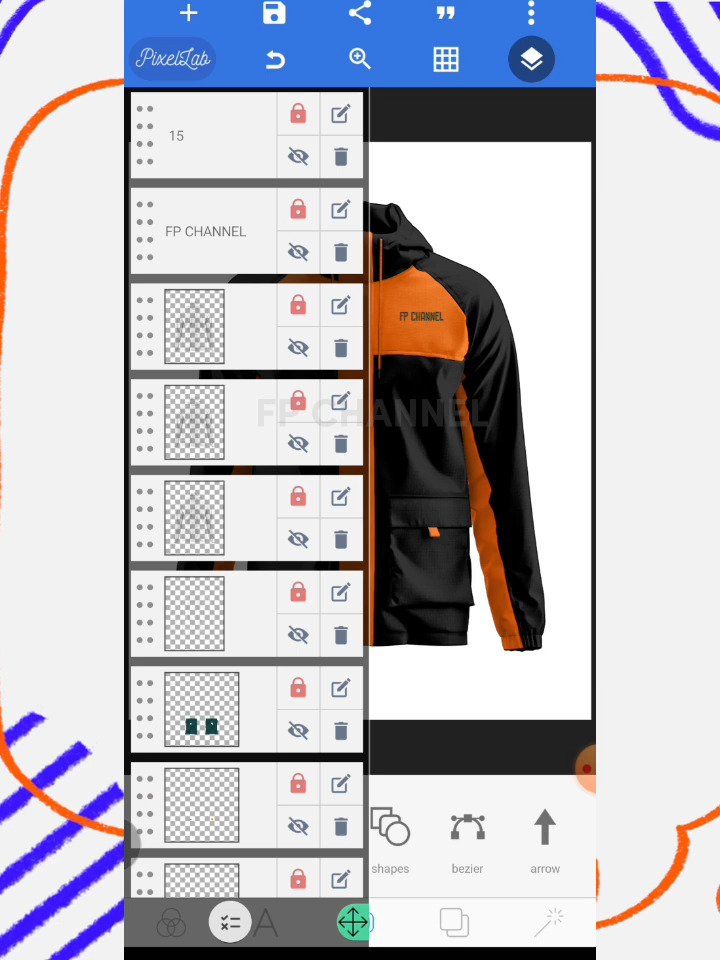 PixelLab
15
FP CHANNEL
FP CHANNEL
FP CHANNEL
shapes
bezier
arrow